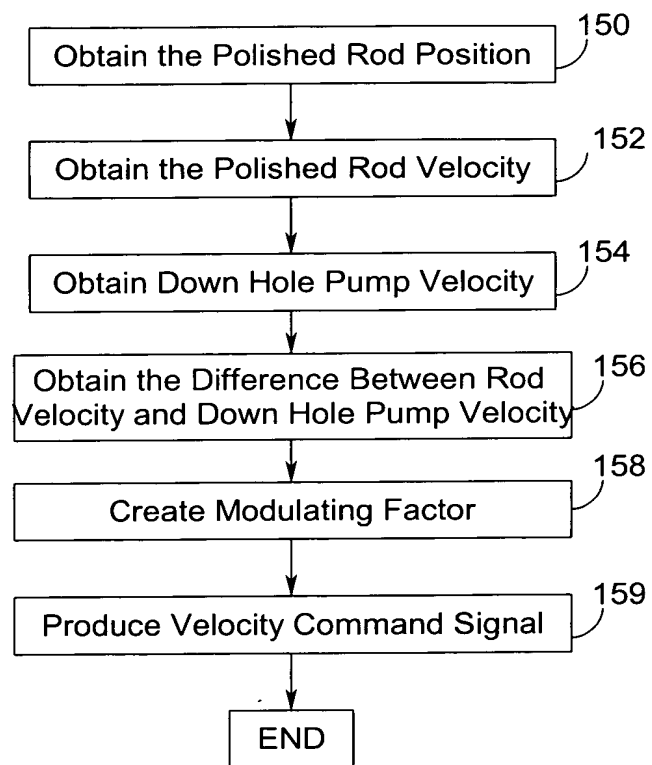 150
Obtain the Polished Rod Position
152
Obtain the Polished Rod Velocity
154
Obtain Down Hole Pump Velocity
156
Obtain the Difference Between Rod
Velocity and Down Hole Pump Velocity
158
Create Modulating Factor
159
Produce Velocity Command Signal
END